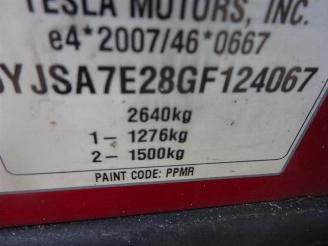 TESLA MOTORS, INC.
e4*2007/46*0667
5YJSA7E28GF124067
2640kg
1 – 1276kg
2 – 1500kg
PAINT CODE: PPMR